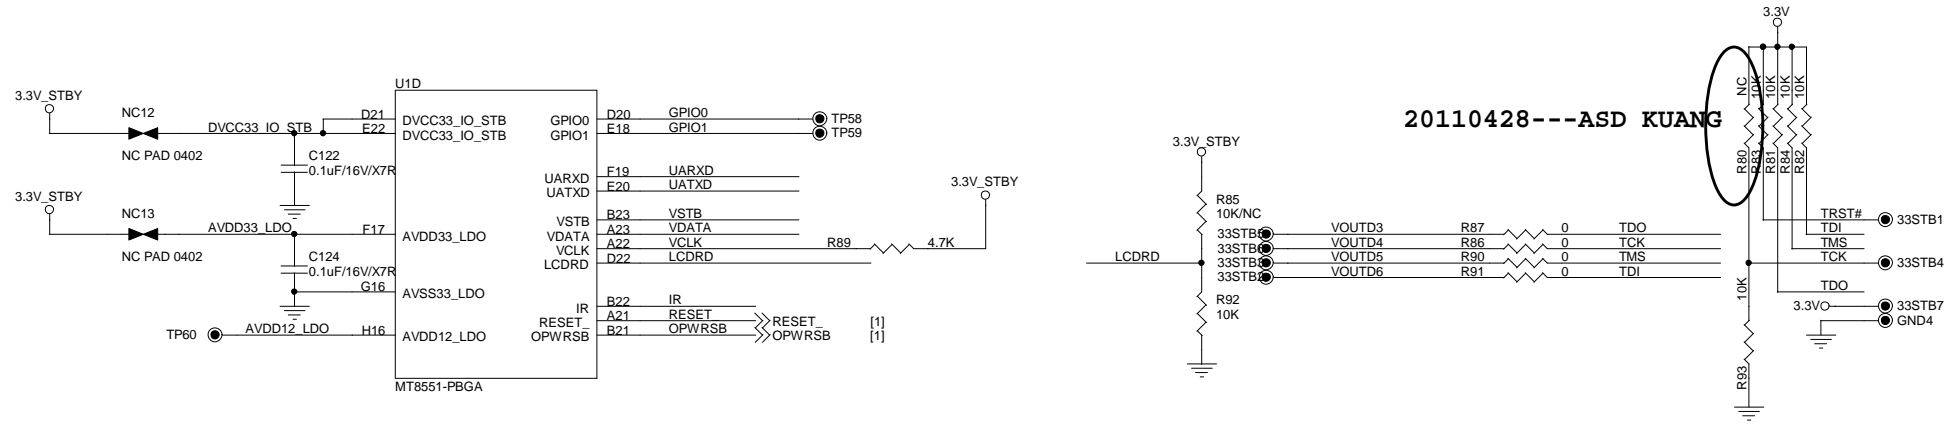 3.3V
U1D
3.3V_STBY
NC12
NC PAD 0402
DVCC33_IO_STB
D21
E22
DVCC33_IO_STB
DVCC33_IO_STB
C122
0.1uF/16V/X7R
3.3V_STBY
NC13
NC PAD 0402
AVDD33_LDO
F17
AVDD33_LDO
C124
0.1uF/16V/X7R
G16
AVSS33_LDO
TP60
AVDD12_LDO
H16
AVDD12_LDO
MT8551-PBGA
GPIO0 D20 GPIO0 TP58
GPIO1 E18 GPIO1 TP59
UARXD F19 UARXD
UATXD E20 UATXD
VSTB B23 VSTB
VDATA A23 VDATA
VCLK A22 VCLK R89 4.7K
3.3V_STBY
LCDRD D22 LCDRD
IR B22 IR
RESET_ A21 RESET RESET_ [1]
OPWRSB B21 OPWRSB OPWRSB [1]
3.3V_STBY
R85
10K/NC
LCDRD
R92
10K
33STB5 VOUTD3 R87 0 TDO
33STB6 VOUTD4 R86 0 TCK
33STB3 VOUTD5 R90 0 TMS
33STB2 VOUTD6 R91 0 TDI
20110428---ASD KUANG
NC 10K 10K 10K 10K
R80 R83 R81 R84 R82
TRST# 33STB1
TDI
TMS
TCK 33STB4
TDO
3.3V 33STB7
GND4
10K
R93